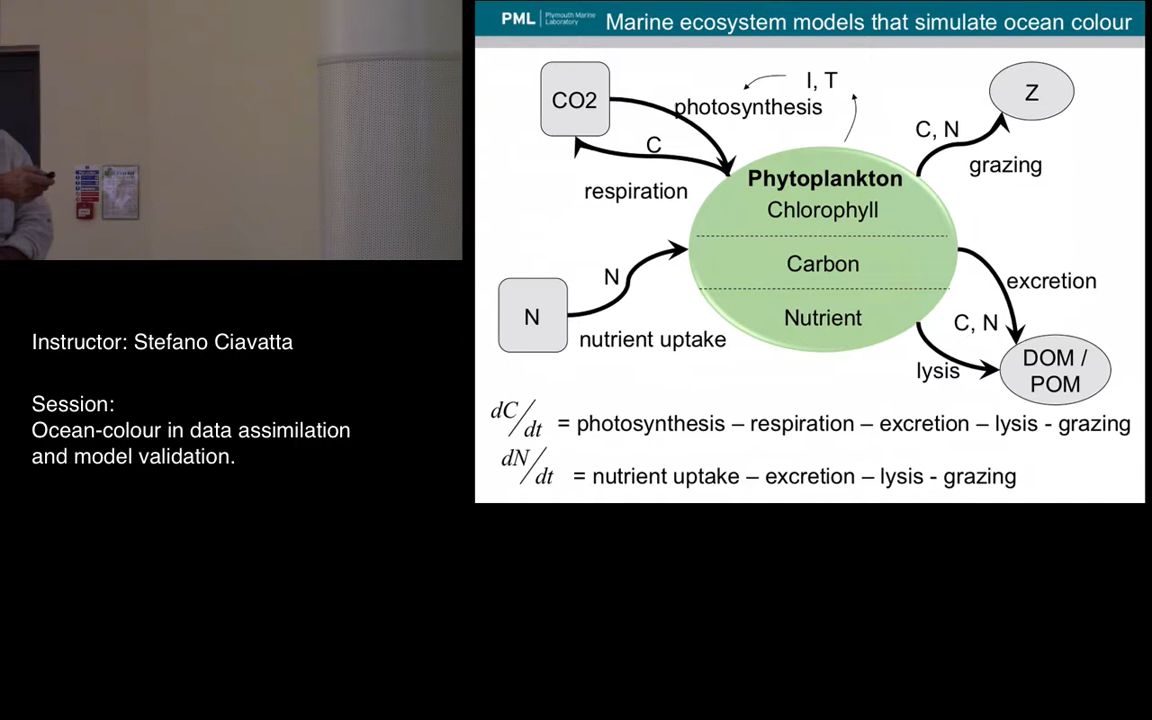 PML
Plymouth Marine
Laboratory
Marine ecosystem models that simulate ocean colour
CO2
I, T
photosynthesis
Z
C
C, N
respiration
grazing
Phytoplankton
Chlorophyll
Carbon
N
N
excretion
nutrient uptake
Nutrient
C, N
lysis
DOM /
POM
dC/dt = photosynthesis – respiration – excretion – lysis - grazing
dN/dt = nutrient uptake – excretion – lysis - grazing
Instructor: Stefano Ciavatta
Session:
Ocean-colour in data assimilation
and model validation.